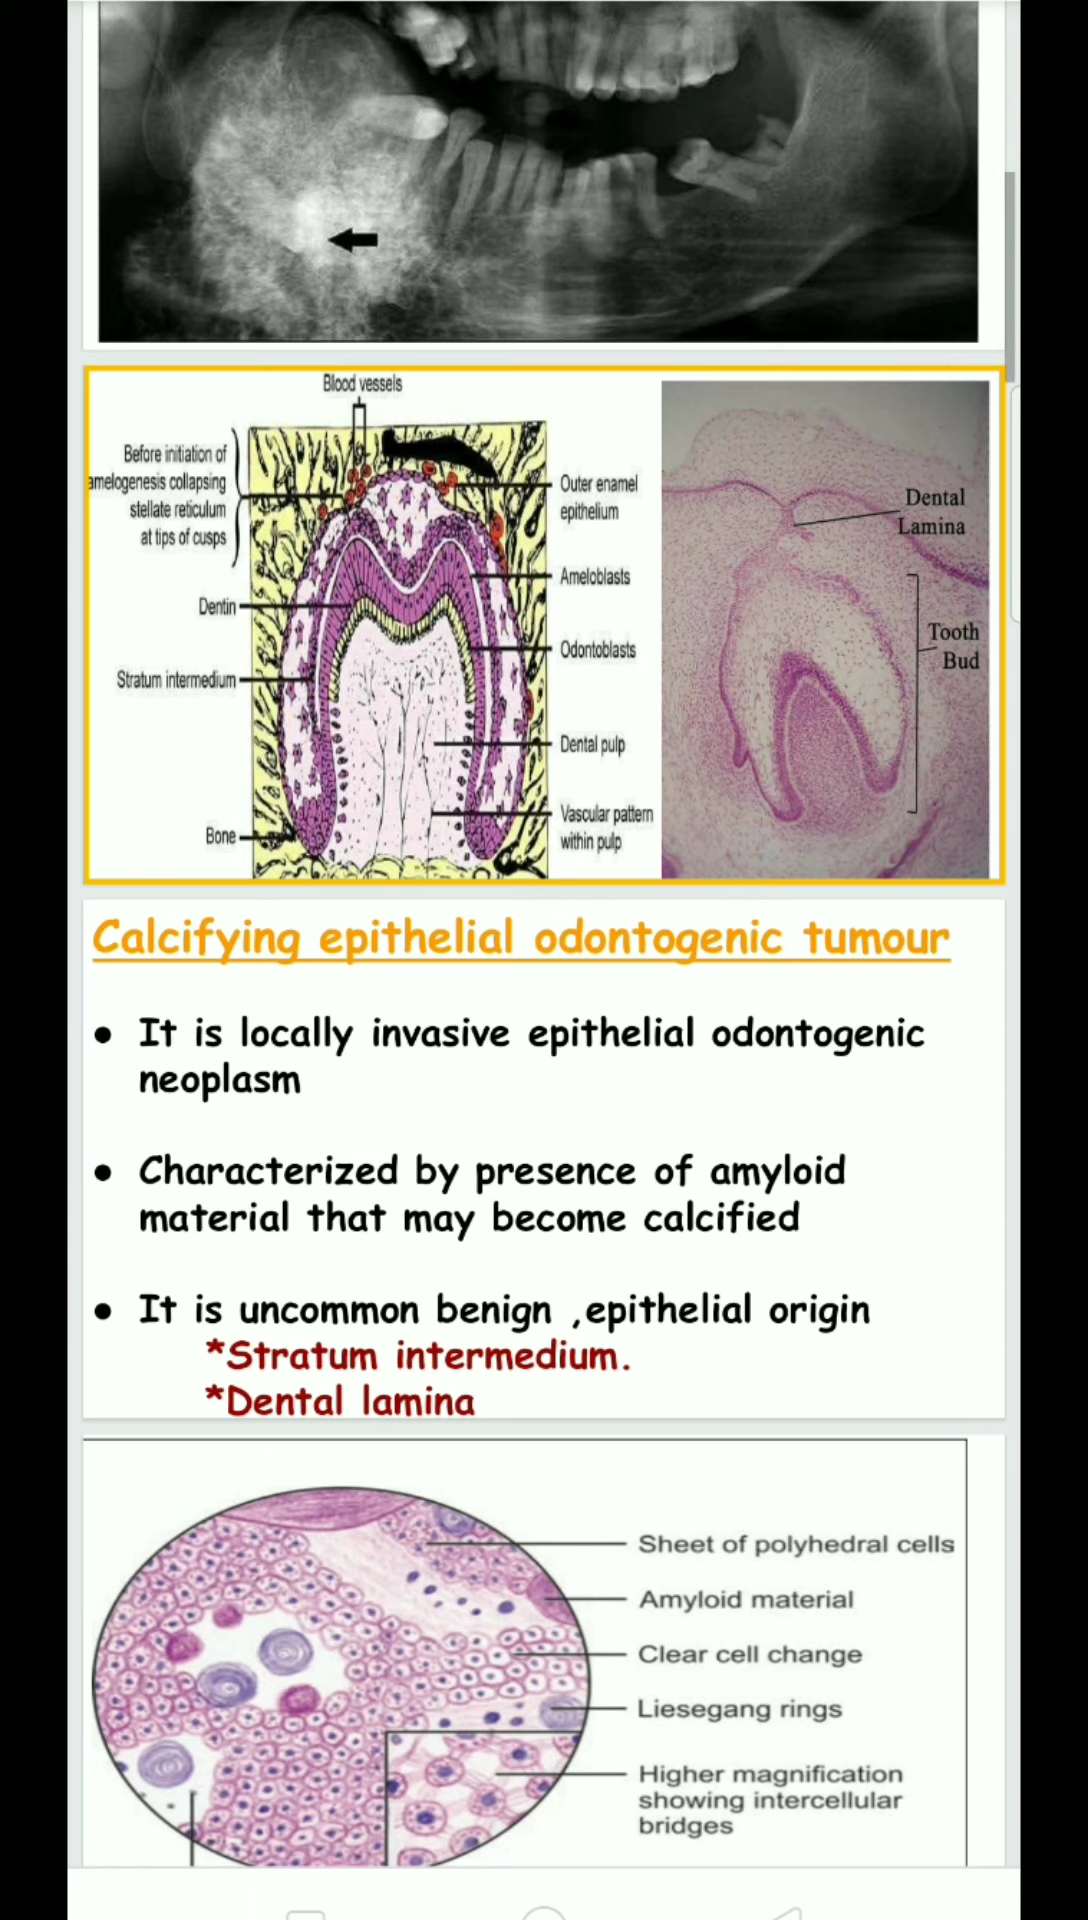 Blood vessels
Before initiation of
amelogenesis collapsing
stellate reticulum
at tips of cusps
Dentin
Stratum intermedium
Bone
Outer enamel
epithelium
Ameloblasts
Odontoblasts
Dental pulp
Vascular pattern
within pulp
Dental
Lamina
Tooth
Bud
Calcifying epithelial odontogenic tumour
• It is locally invasive epithelial odontogenic
neoplasm
• Characterized by presence of amyloid
material that may become calcified
• It is uncommon benign ,epithelial origin
*Stratum intermedium.
*Dental lamina
Sheet of polyhedral cells
Amyloid material
Clear cell change
Liesegang rings
Higher magnification
showing intercellular
bridges